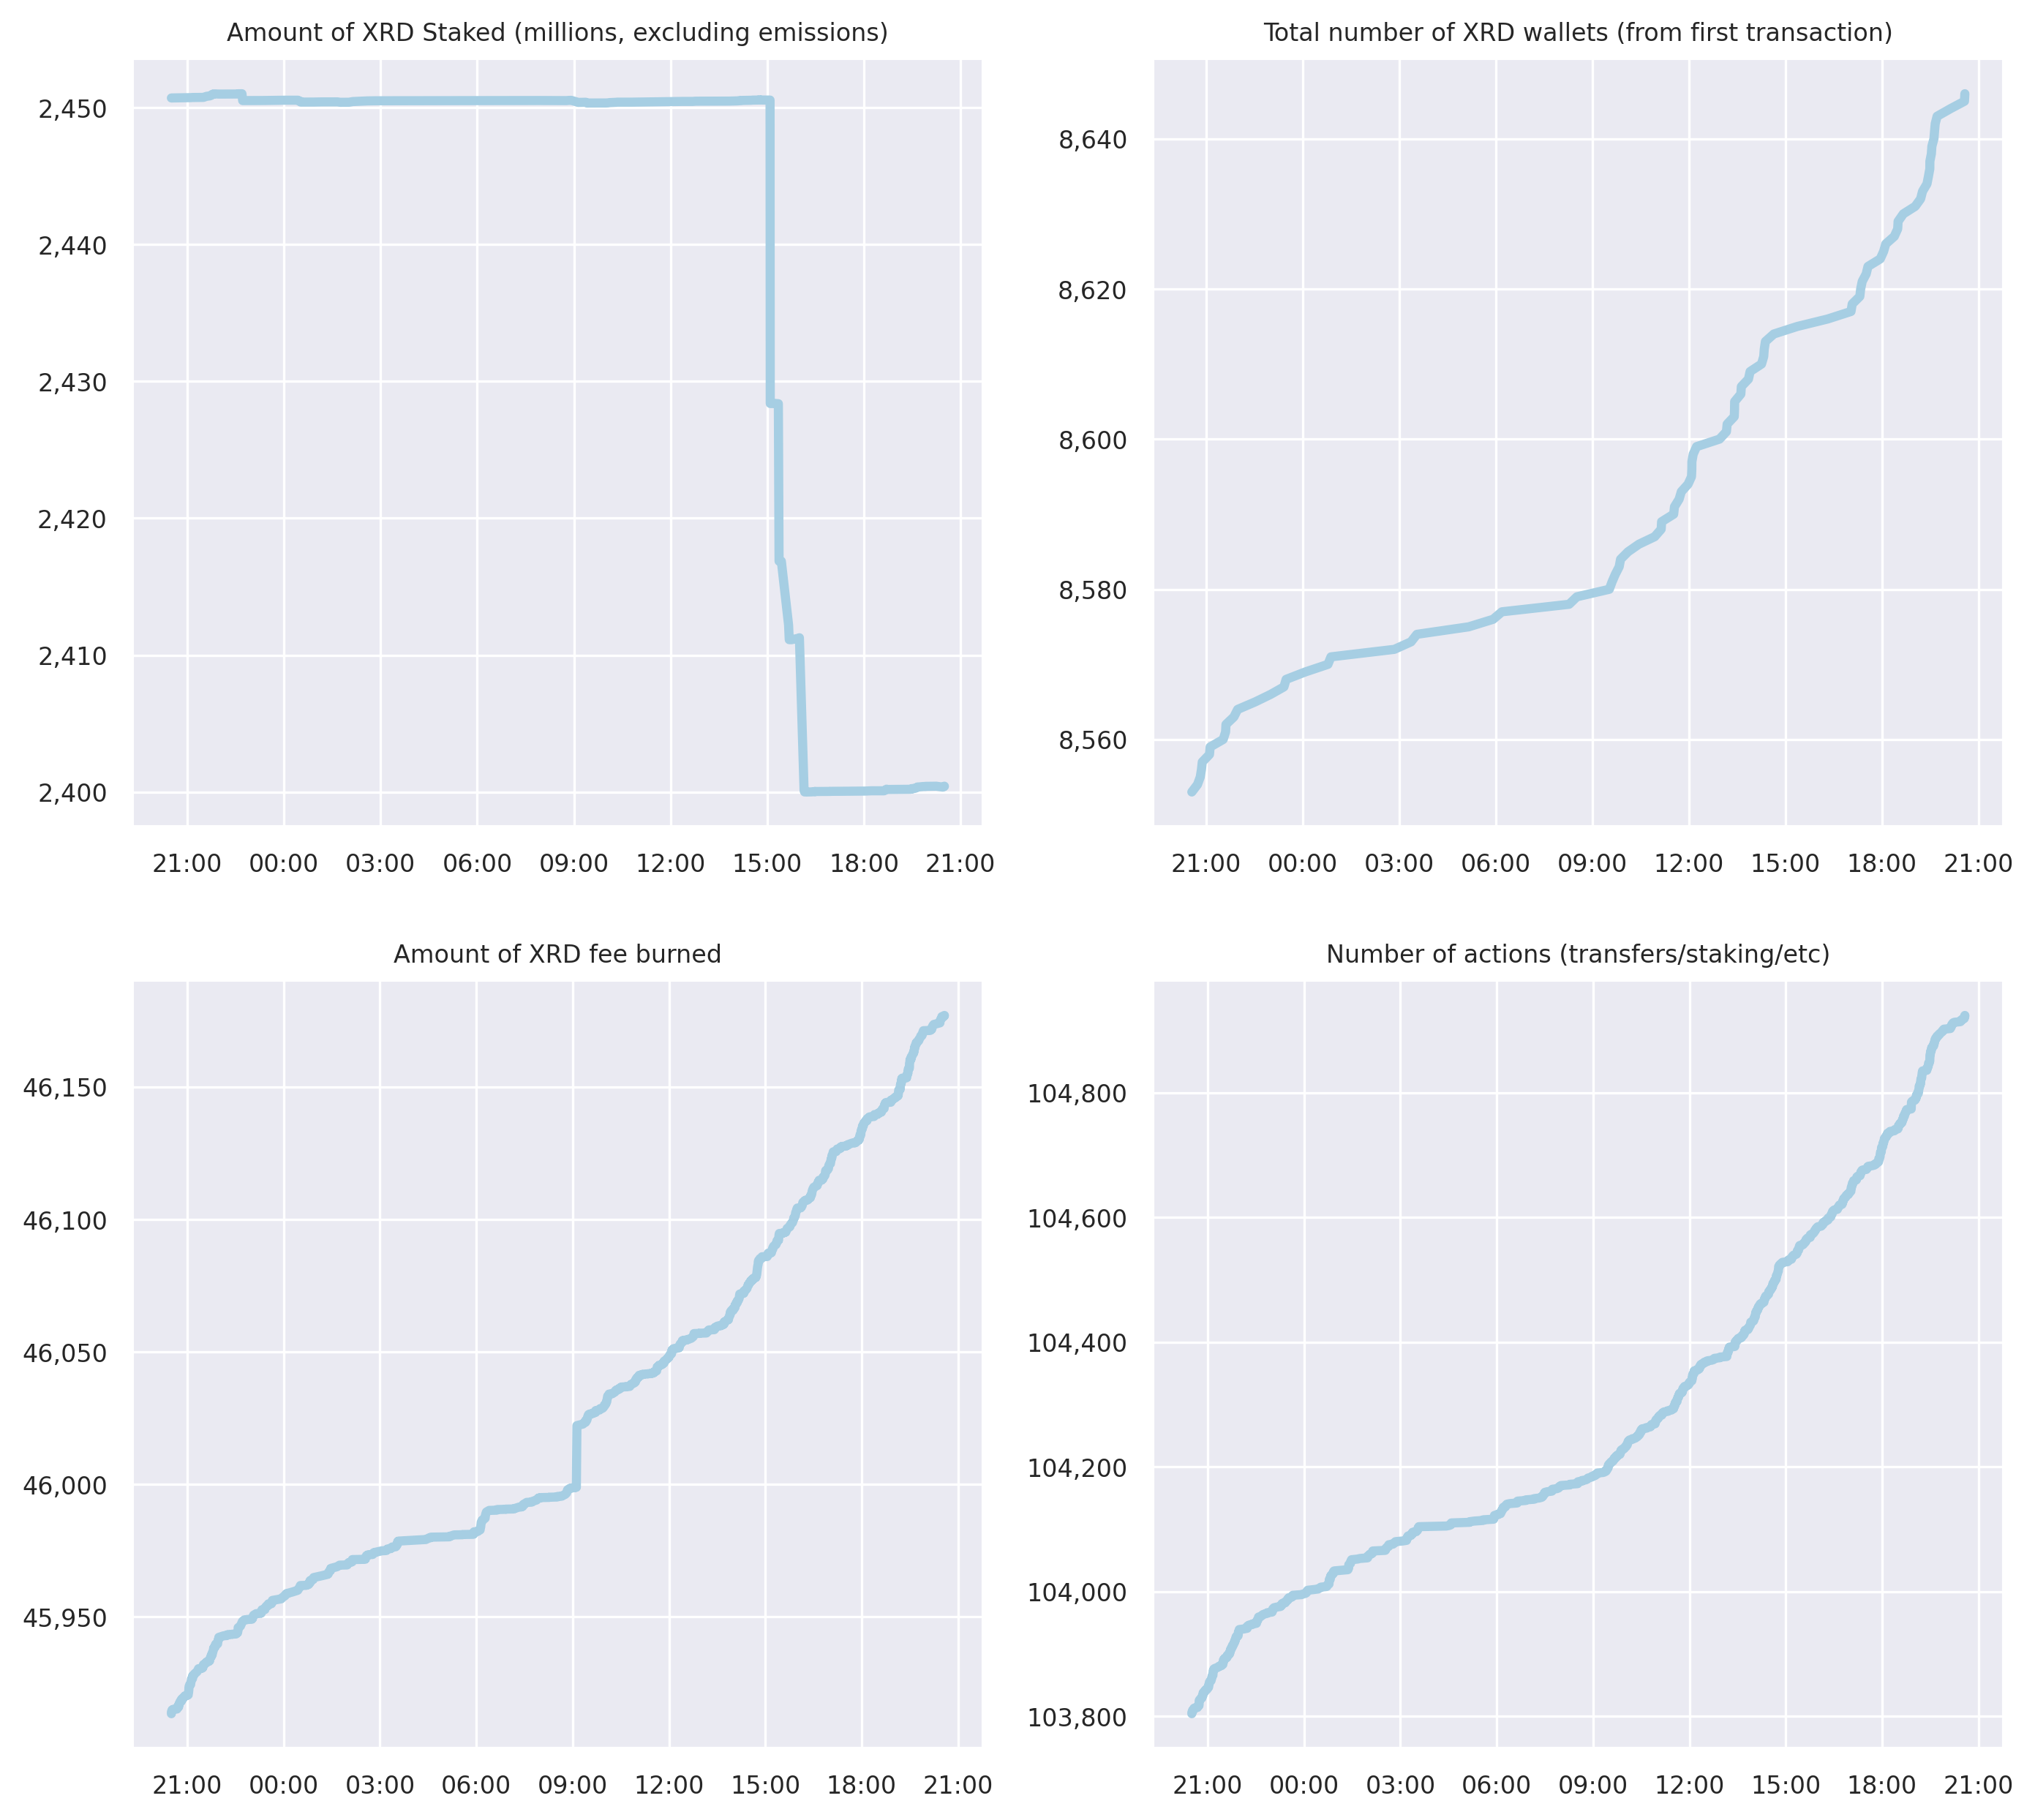 Amount of XRD Staked (millions, excluding emissions)
2,450
2,440
2,430
2,420
2,410
2,400
21:00 00:00 03:00 06:00 09:00 12:00 15:00 18:00 21:00
Total number of XRD wallets (from first transaction)
8,640
8,620
8,600
8,580
8,560
21:00 00:00 03:00 06:00 09:00 12:00 15:00 18:00 21:00
Amount of XRD fee burned
46,150
46,100
46,050
46,000
45,950
21:00 00:00 03:00 06:00 09:00 12:00 15:00 18:00 21:00
Number of actions (transfers/staking/etc)
104,800
104,600
104,400
104,200
104,000
103,800
21:00 00:00 03:00 06:00 09:00 12:00 15:00 18:00 21:00